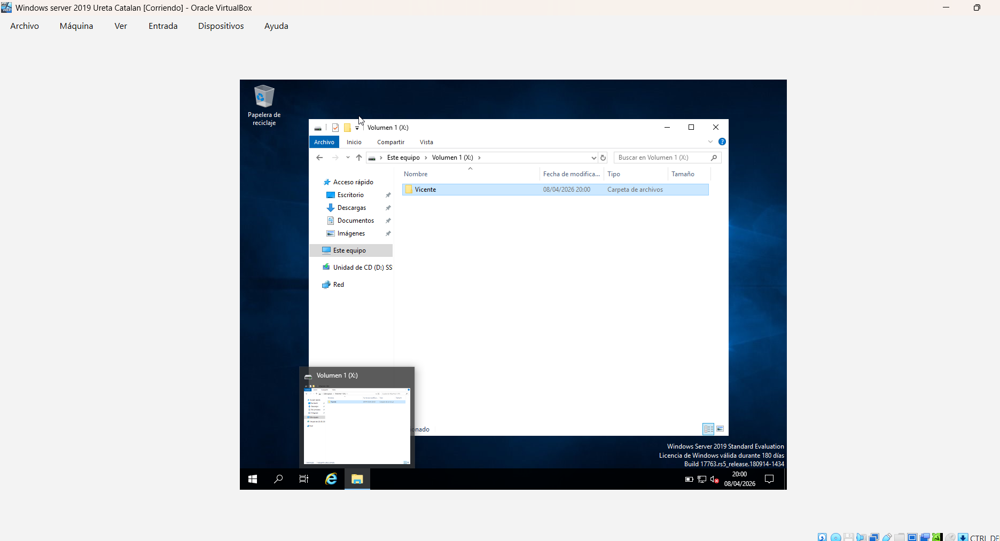 Windows server 2019 Ureta Catalan [Corriendo] - Oracle VirtualBox
Archivo Máquina Ver Entrada Dispositivos Ayuda
Papelera de
reciclaje
Volumen 1 (X:)
Archivo Inicio Compartir Vista
Este equipo Volumen 1 (X:)
Buscar en Volumen 1 (X:)
Nombre Fecha de modifica... Tipo Tamaño
Vicente 08/04/2026 20:00 Carpeta de archivos
Acceso rápido
Escritorio
Descargas
Documentos
Imágenes
Este equipo
Unidad de CD (D:) SS
Red
Volumen 1 (X:)
ionado
Windows Server 2019 Standard Evaluation
Licencia de Windows válida durante 180 días
Build 17763.rs5_release.180914-1434
20:00
08/04/2026
CTRL DE